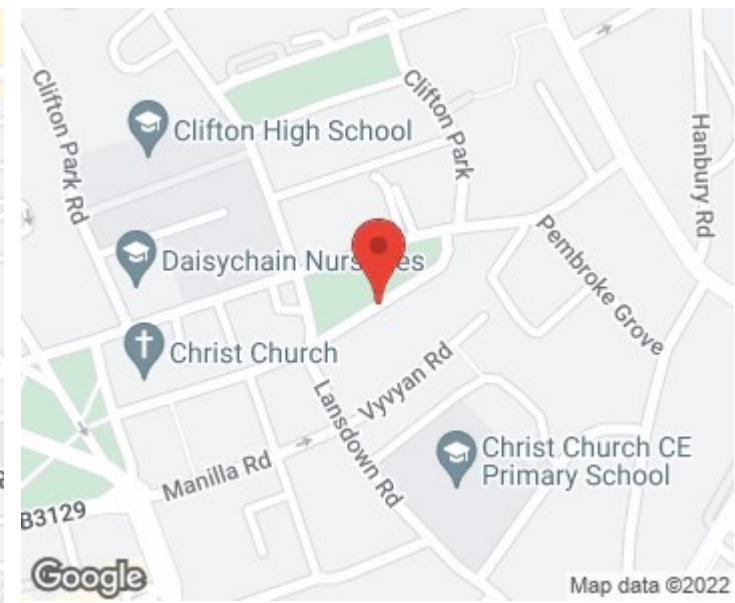 Clifton Park Rd
Clifton High School
Clifton Park
Hanbury Rd
Daisychain Nurseries
Pembroke Grove
Christ Church
Vyvyan Rd
Lansdown Rd
Manilla Rd
Christ Church CE
Primary School
B3129
Google
Map data ©2022